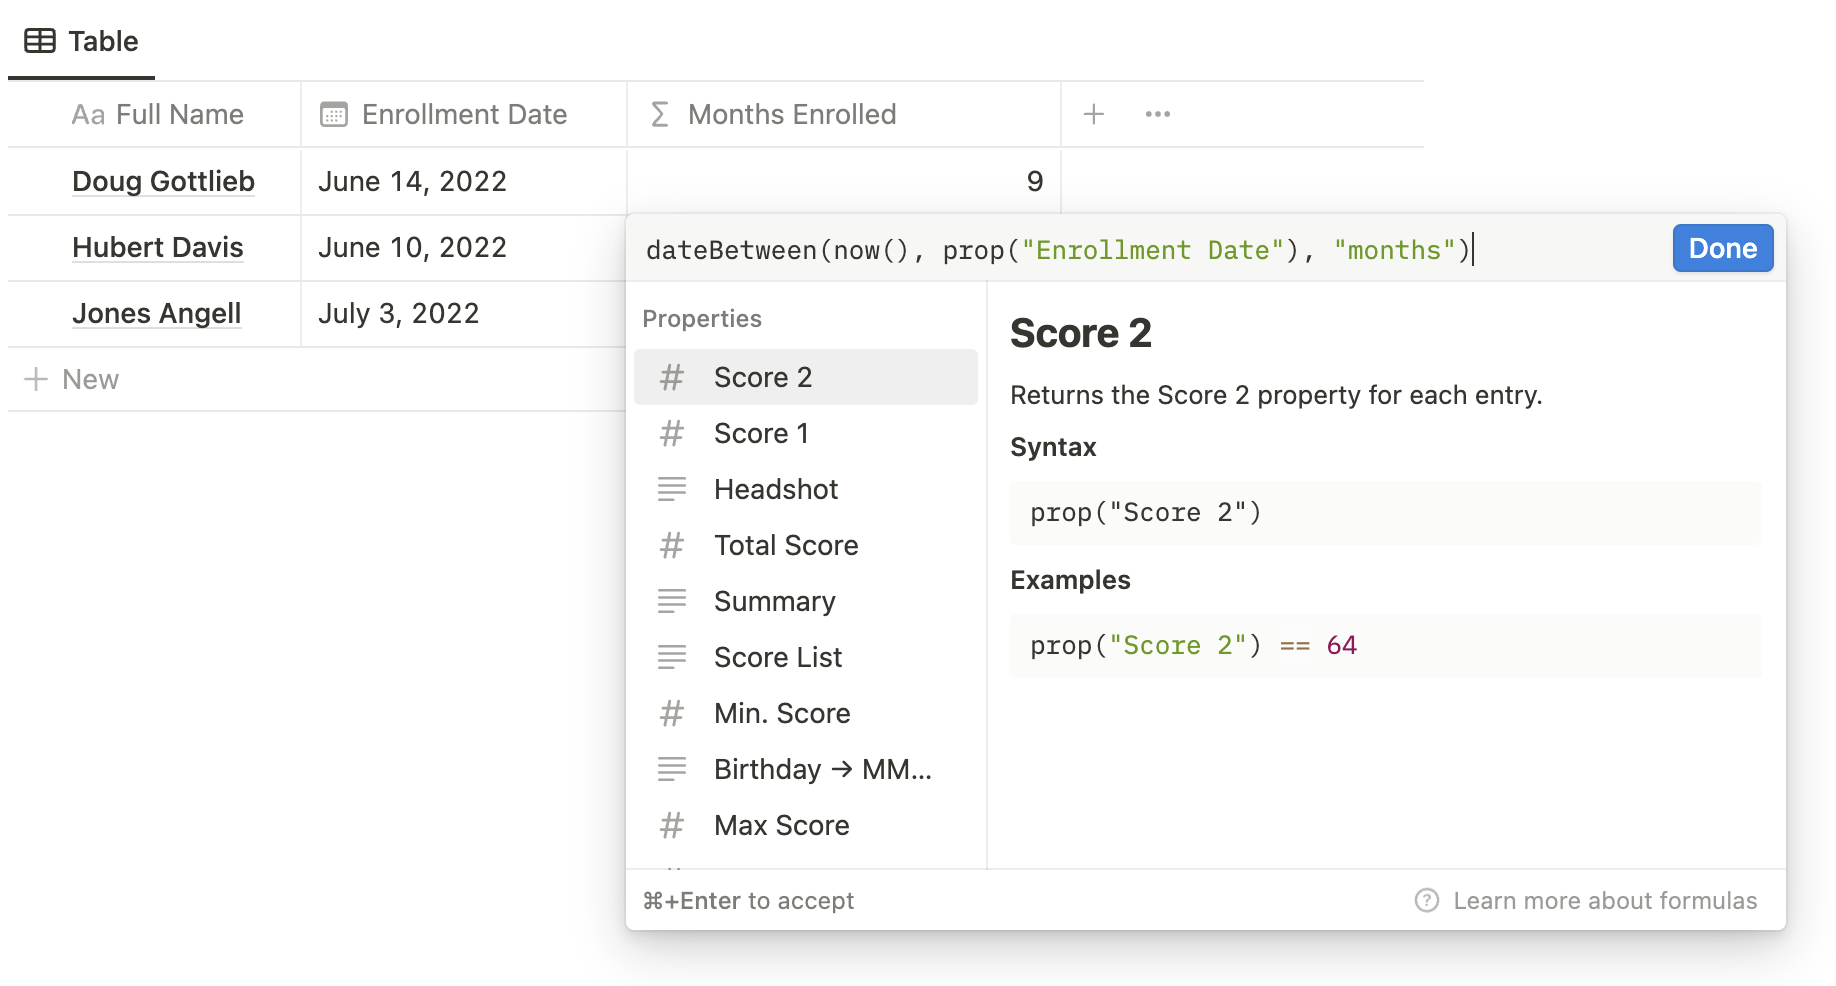 Table
Aa Full Name Enrollment Date Σ Months Enrolled + •••
Doug Gottlieb June 14, 2022 9
Hubert Davis June 10, 2022
Jones Angell July 3, 2022
+ New
dateBetween(now(), prop("Enrollment Date"), "months") Done
Properties
# Score 2
# Score 1
Headshot
# Total Score
Summary
Score List
# Min. Score
Birthday → MM...
# Max Score
Score 2
Returns the Score 2 property for each entry.
Syntax
prop("Score 2")
Examples
prop("Score 2") == 64
⌘+Enter to accept
? Learn more about formulas